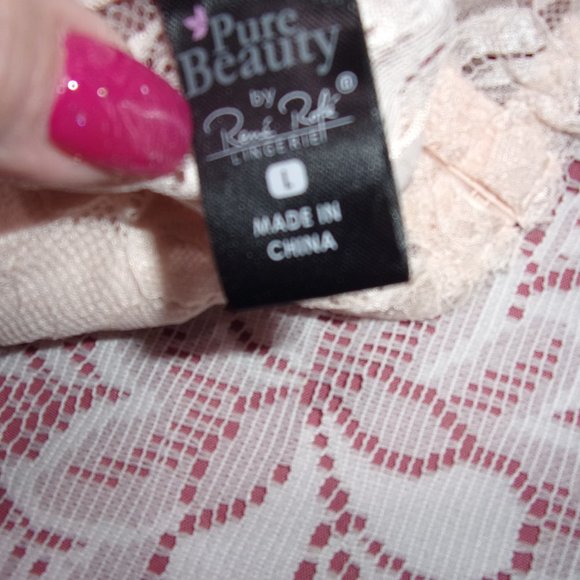 Pure
Beauty
by
René Rofé®
LINGERIE
L
MADE IN
CHINA